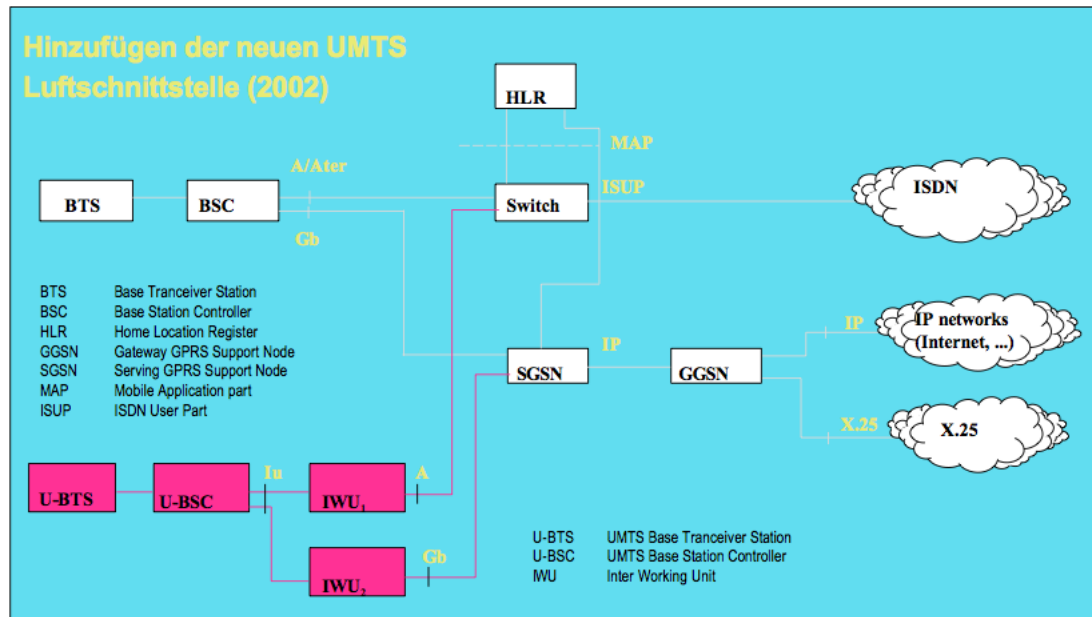 Hinzufügen der neuen UMTS
Luftschnittstelle (2002)
HLR
MAP
A/Ater
ISUP
ISDN
BTS
BSC
Switch
Gb
BTS Base Tranceiver Station
BSC Base Station Controller
HLR Home Location Register
GGSN Gateway GPRS Support Node
SGSN Serving GPRS Support Node
MAP Mobile Application part
ISUP ISDN User Part
IP
IP networks
(Internet, ...)
IP
SGSN
GGSN
X.25
X.25
Iu
A
U-BTS
U-BSC
IWU1
Gb
IWU2
U-BTS UMTS Base Tranceiver Station
U-BSC UMTS Base Station Controller
IWU Inter Working Unit